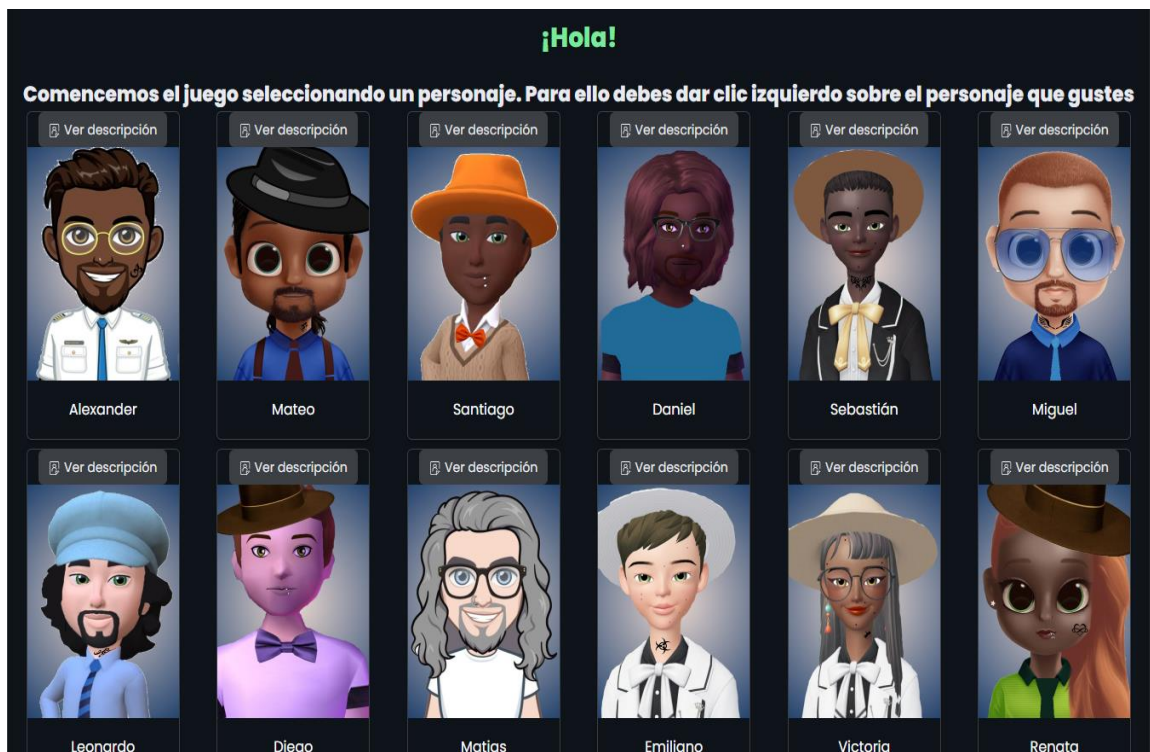 ¡Hola!
Comencemos el juego seleccionando un personaje. Para ello debes dar clic izquierdo sobre el personaje que gustes
Ver descripción Ver descripción Ver descripción Ver descripción Ver descripción Ver descripción
Alexander Mateo Santiago Daniel Sebastián Miguel
Ver descripción Ver descripción Ver descripción Ver descripción Ver descripción Ver descripción
Leonardo Diego Matias Emiliano Victoria Renata